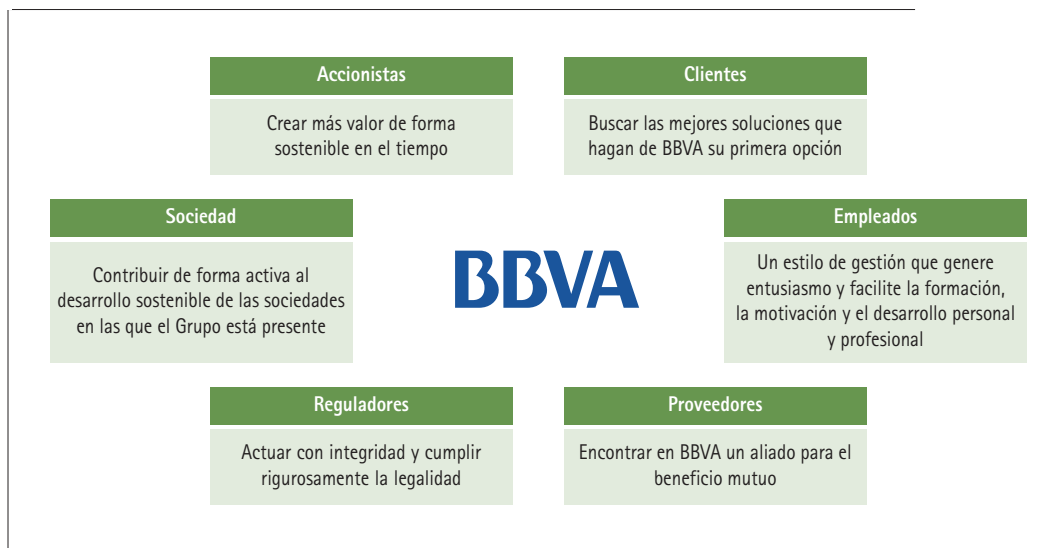 Accionistas
Crear más valor de forma
sostenible en el tiempo
Clientes
Buscar las mejores soluciones que
hagan de BBVA su primera opción
Sociedad
Contribuir de forma activa al
desarrollo sostenible de las sociedades
en las que el Grupo está presente
BBVA
Empleados
Un estilo de gestión que genere
entusiasmo y facilite la formación,
la motivación y el desarrollo personal
y profesional
Reguladores
Actuar con integridad y cumplir
rigurosamente la legalidad
Proveedores
Encontrar en BBVA un aliado para el
beneficio mutuo